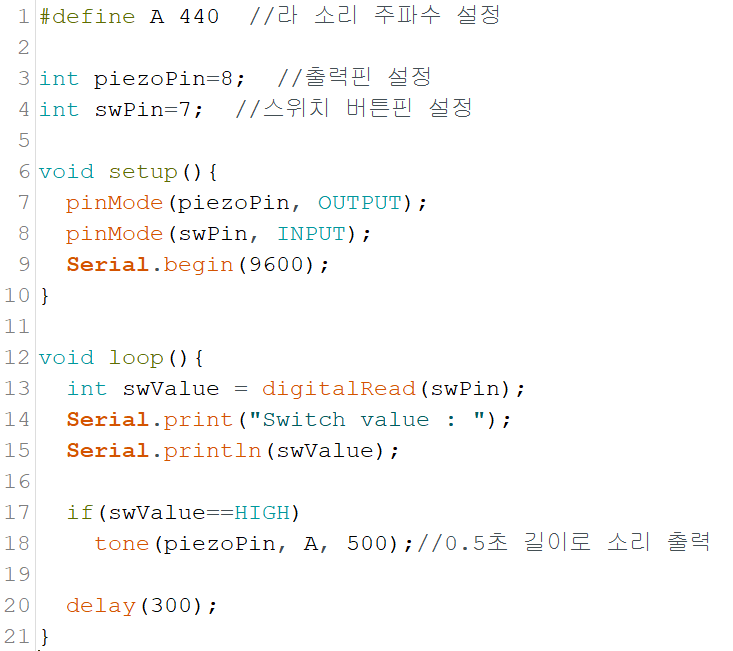 1 #define A 440  //라 소리 주파수 설정
2
3 int piezoPin=8;  //출력핀 설정
4 int swPin=7;  //스위치 버튼핀 설정
5
6 void setup(){
7   pinMode(piezoPin, OUTPUT);
8   pinMode(swPin, INPUT);
9   Serial.begin(9600);
10 }
11
12 void loop(){
13   int swValue = digitalRead(swPin);
14   Serial.print("Switch value : ");
15   Serial.println(swValue);
16
17   if(swValue==HIGH)
18     tone(piezoPin, A, 500);//0.5초 길이로 소리 출력
19
20   delay(300);
21 }